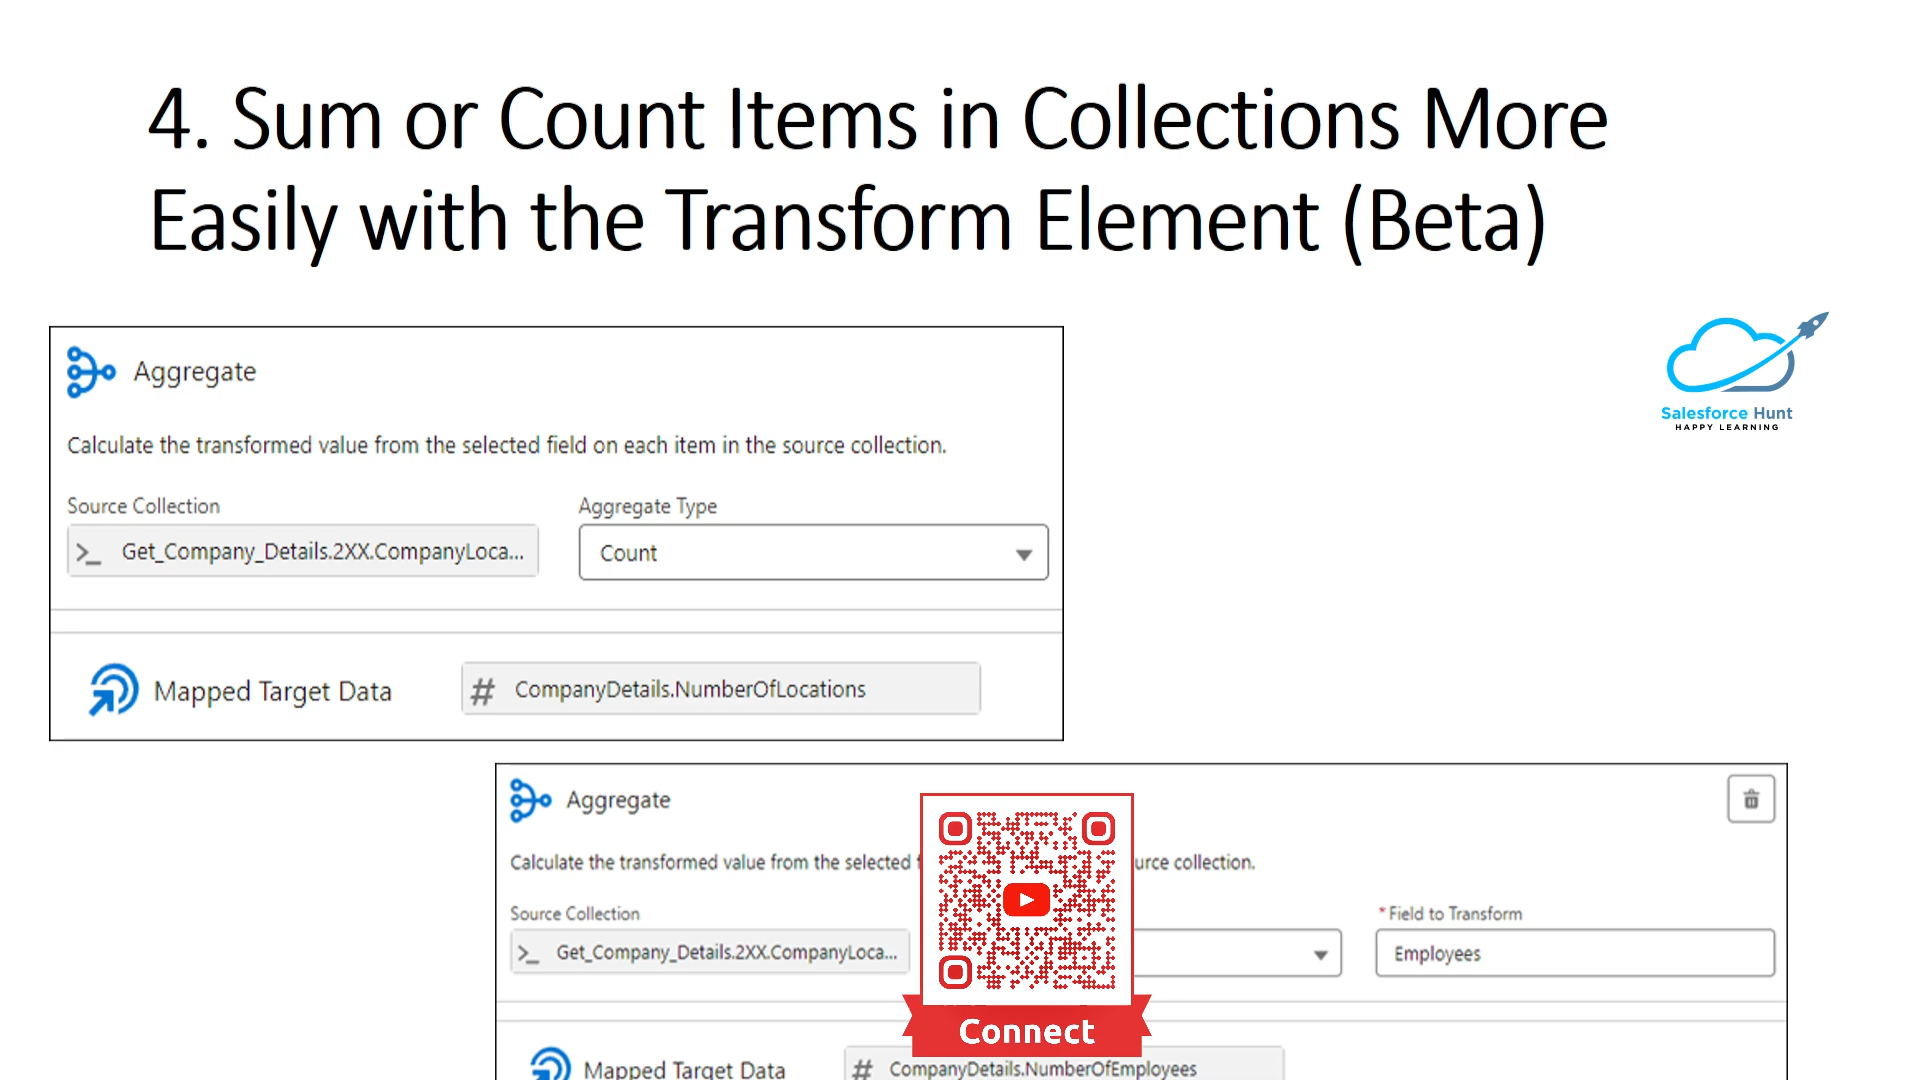 4. Sum or Count Items in Collections More
Easily with the Transform Element (Beta)
Salesforce Hunt
HAPPY LEARNING
Aggregate
Calculate the transformed value from the selected field on each item in the source collection.
Source Collection
Aggregate Type
>_ Get_Company_Details.2XX.CompanyLoca...
Count
Mapped Target Data
# CompanyDetails.NumberOfLocations
Aggregate
Calculate the transformed value from the selected
source collection.
Source Collection
*Field to Transform
>_ Get_Company_Details.2XX.CompanyLoca...
Employees
Connect
Mapped Target Data
# CompanyDetails.NumberOfEmployees